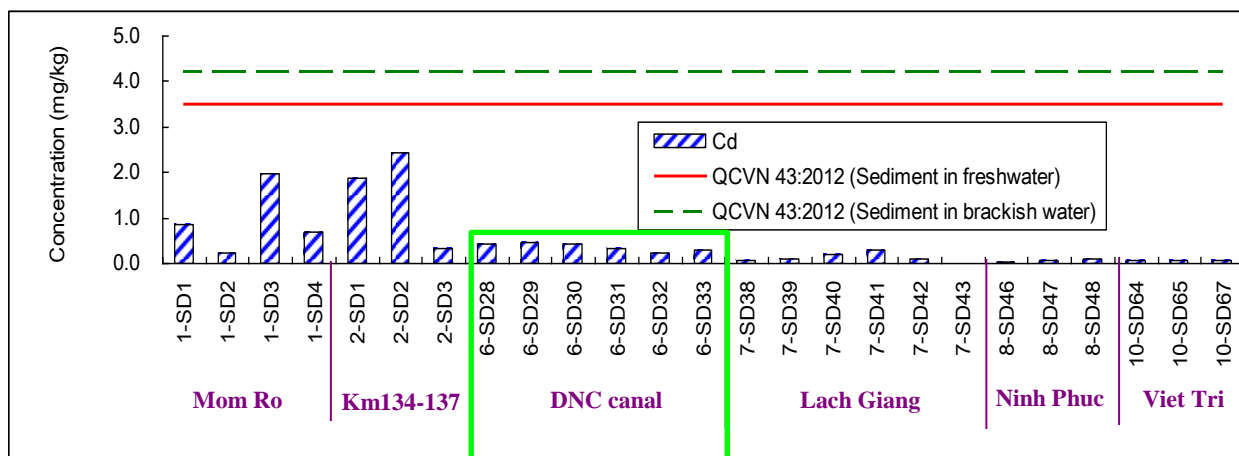 Concentration (mg/kg)
5.0
4.0
3.0
2.0
1.0
0.0
Cd
QCVN 43:2012 (Sediment in freshwater)
QCVN 43:2012 (Sediment in brackish water)
1-SD1
1-SD2
1-SD3
1-SD4
2-SD1
2-SD2
2-SD3
6-SD28
6-SD29
6-SD30
6-SD31
6-SD32
6-SD33
7-SD38
7-SD39
7-SD40
7-SD41
7-SD42
7-SD43
8-SD46
8-SD47
8-SD48
10-SD64
10-SD65
10-SD67
Mom Ro
Km134-137
DNC canal
Lach Giang
Ninh Phuc
Viet Tri